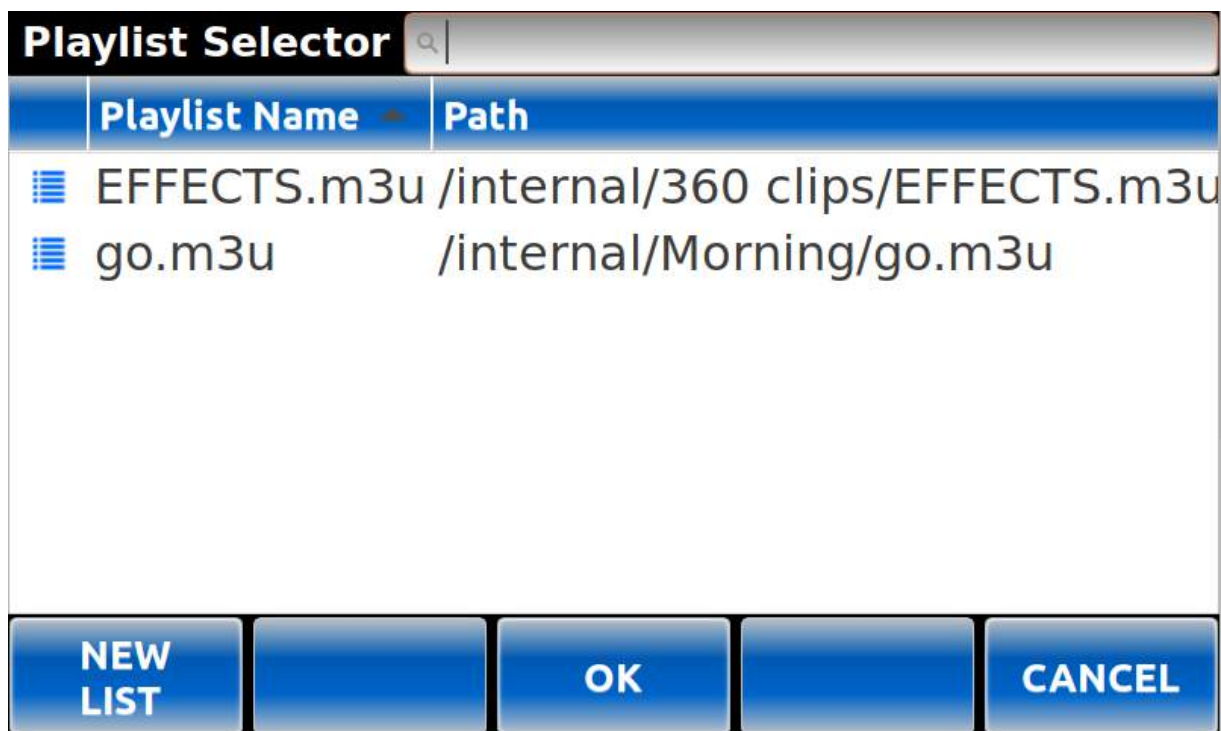 Playlist Selector
Playlist Name Path
EFFECTS.m3u /internal/360 clips/EFFECTS.m3u
go.m3u /internal/Morning/go.m3u
NEW
LIST
OK
CANCEL